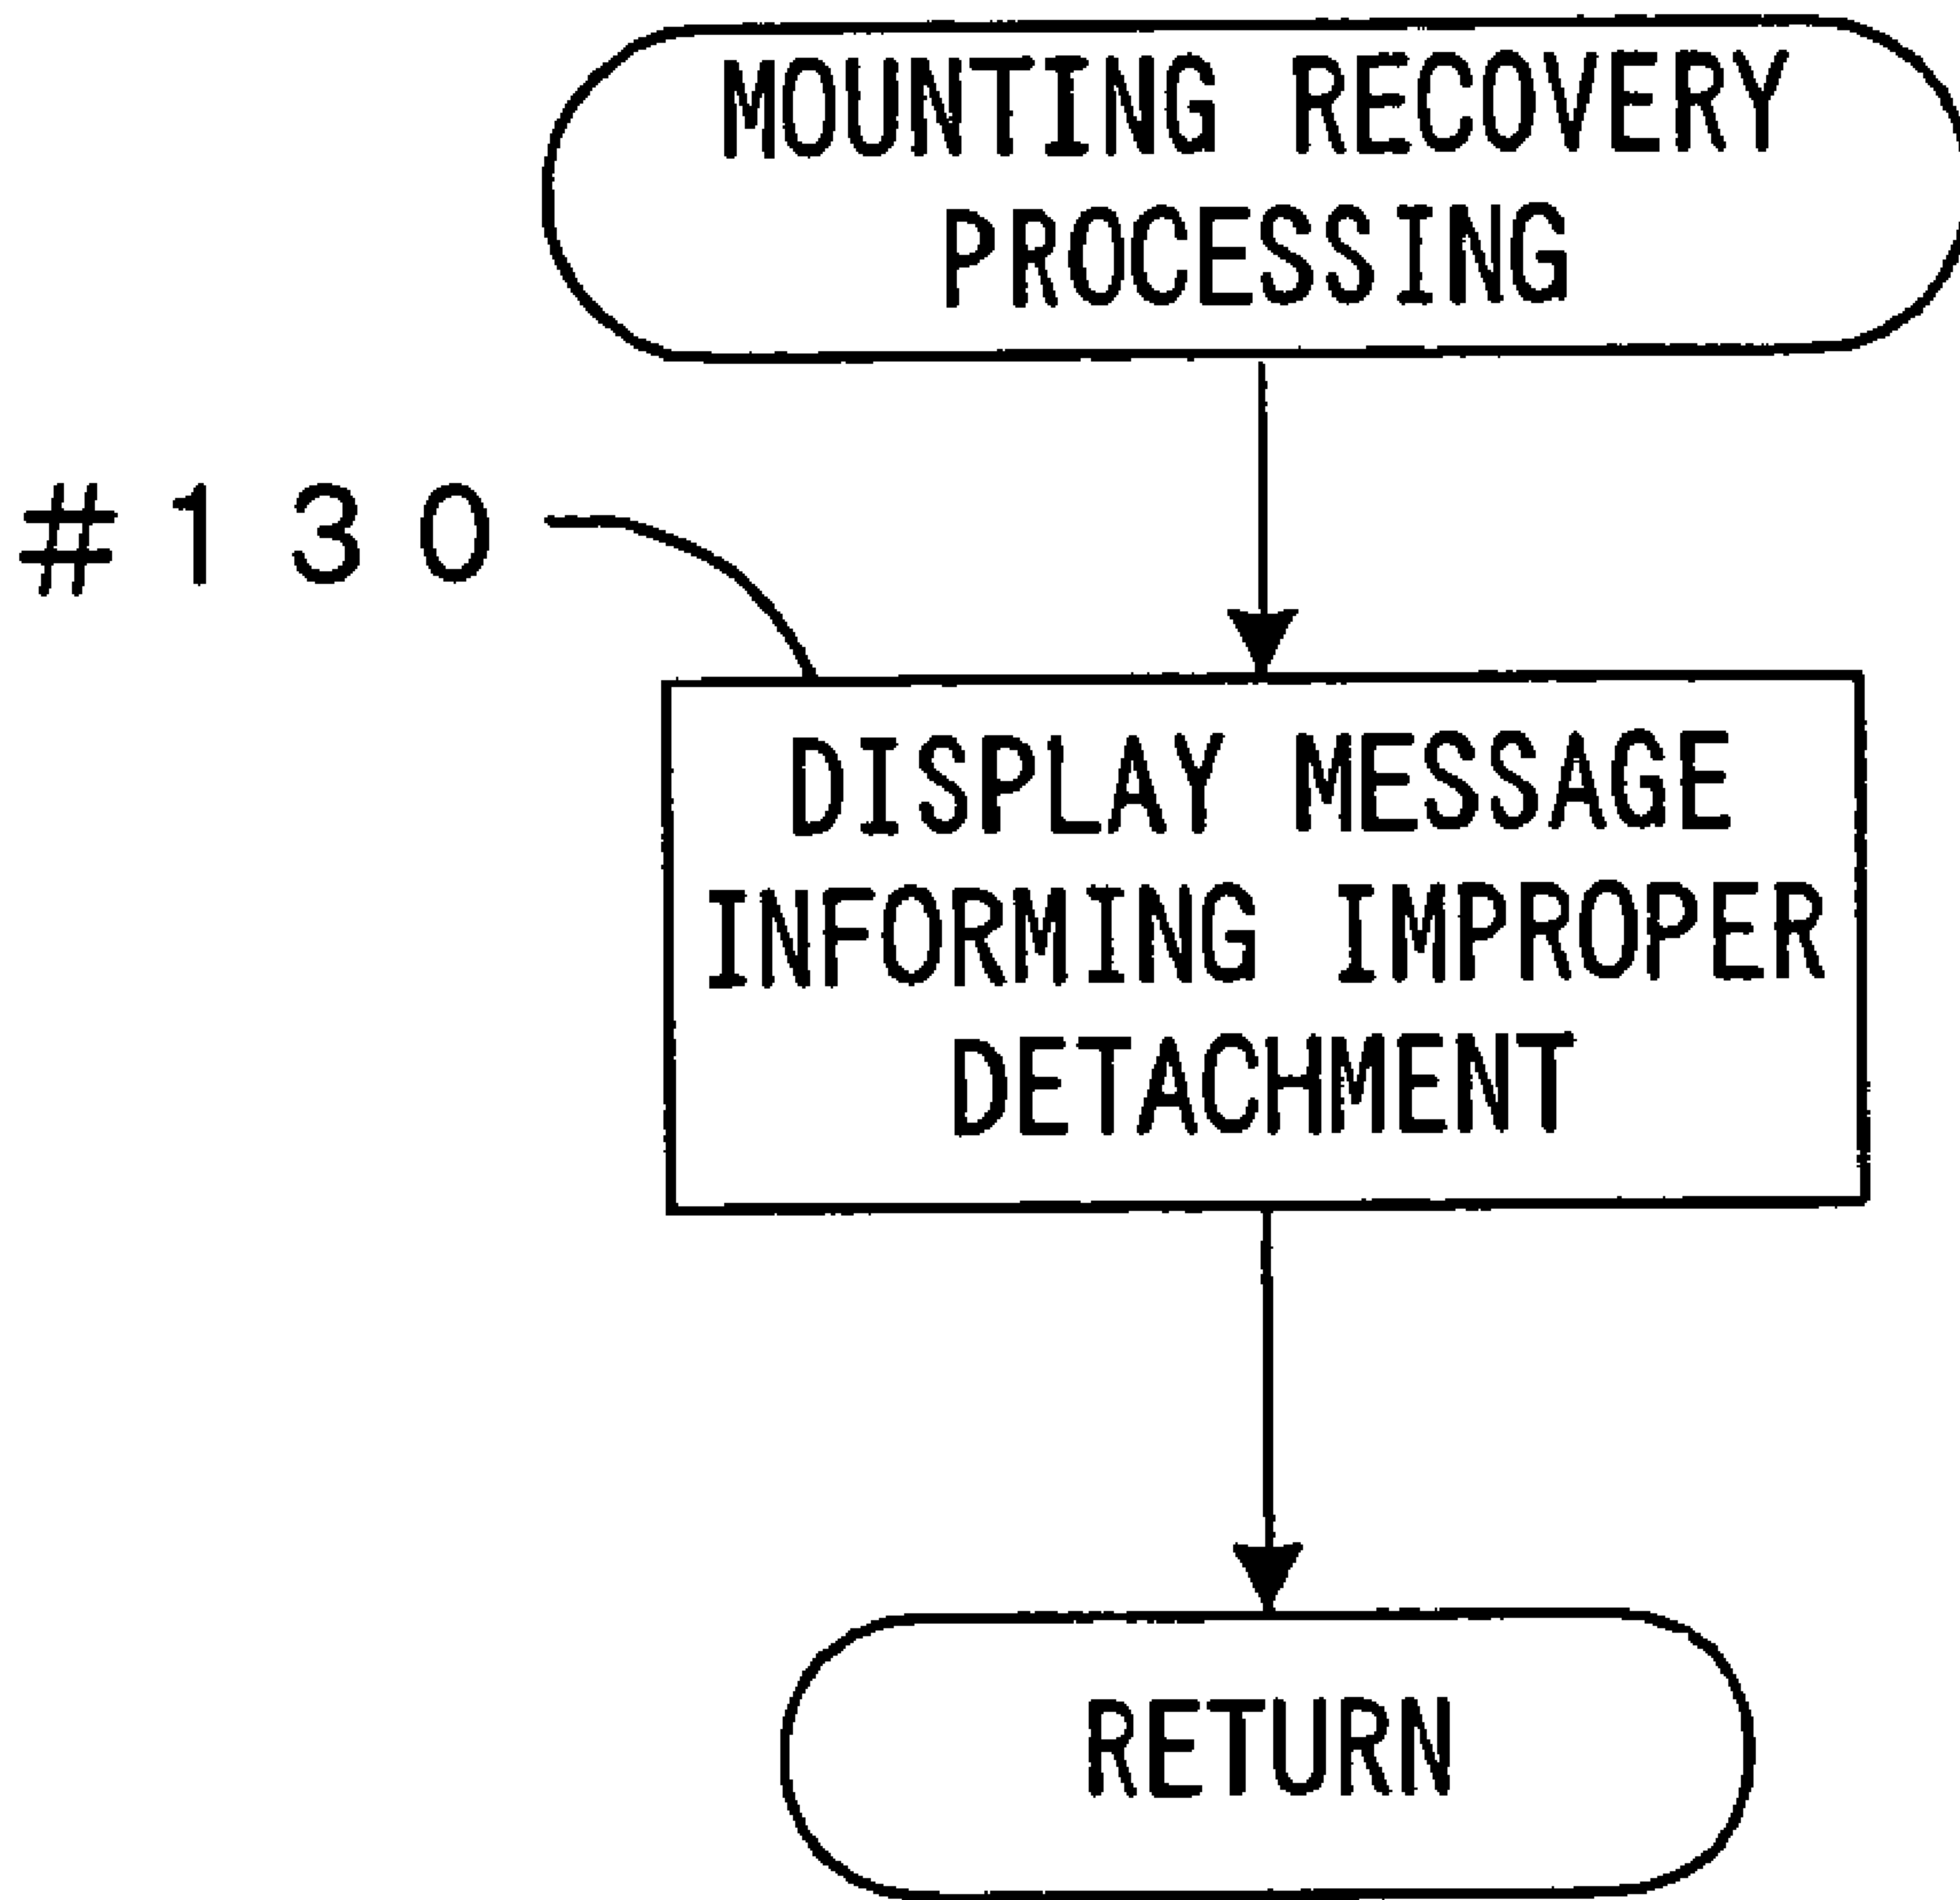 MOUNTING RECOVERY
PROCESSING
#130
DISPLAY MESSAGE
INFORMING IMPROPER
DETACHMENT
RETURN